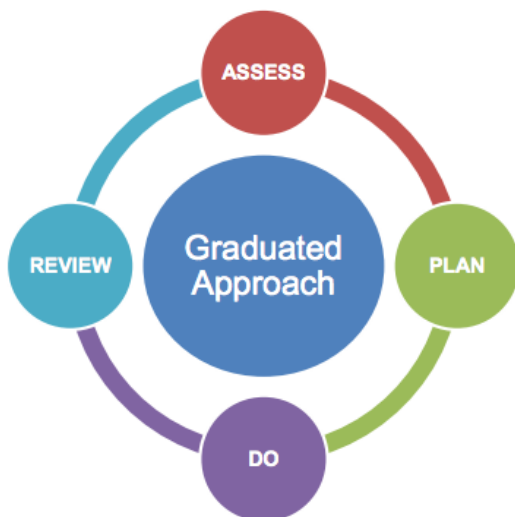 ASSESS
REVIEW
Graduated
Approach
PLAN
DO